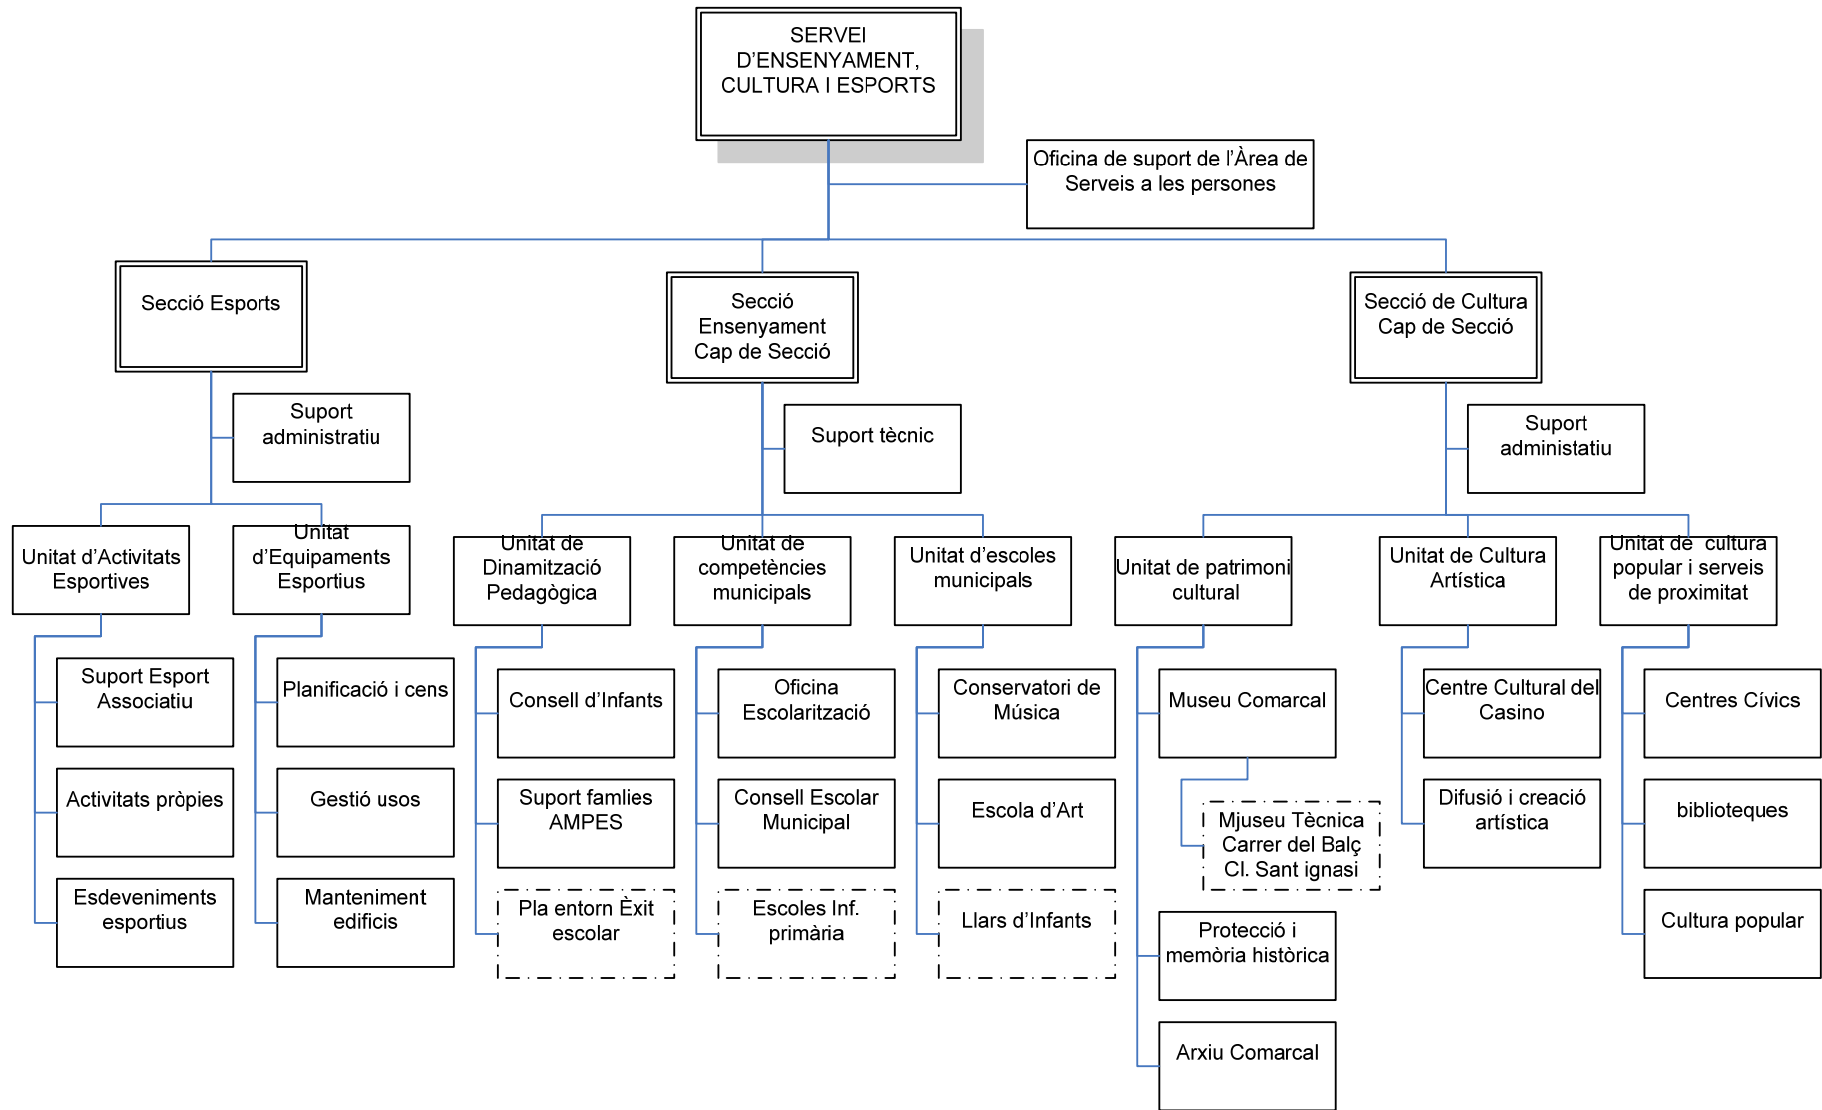 SERVEI
D’ENSENYAMENT,
CULTURA I ESPORTS
Oficina de suport de l’Àrea de
Serveis a les persones
Secció Esports
Secció
Ensenyament
Cap de Secció
Secció de Cultura
Cap de Secció
Suport
administratiu
Suport tècnic
Suport
administatiu
Unitat d’Activitats
Esportives
Unitat
d’Equipaments
Esportius
Unitat de
Dinamització
Pedagògica
Unitat de
competències
municipals
Unitat d’escoles
municipals
Unitat de patrimoni
cultural
Unitat de Cultura
Artística
Unitat de cultura
popular i serveis
de proximitat
Suport Esport
Associatiu
Activitats pròpies
Esdeveniments
esportius
Planificació i cens
Gestió usos
Manteniment
edificis
Consell d’Infants
Suport famlies
AMPES
Pla entorn Èxit
escolar
Oficina
Escolarització
Consell Escolar
Municipal
Escoles Inf.
primària
Conservatori de
Música
Escola d’Art
Llars d’Infants
Museu Comarcal
Mjuseu Tècnica
Carrer del Balç
Cl. Sant ignasi
Protecció i
memòria històrica
Arxiu Comarcal
Centre Cultural del
Casino
Difusió i creació
artística
Centres Cívics
biblioteques
Cultura popular